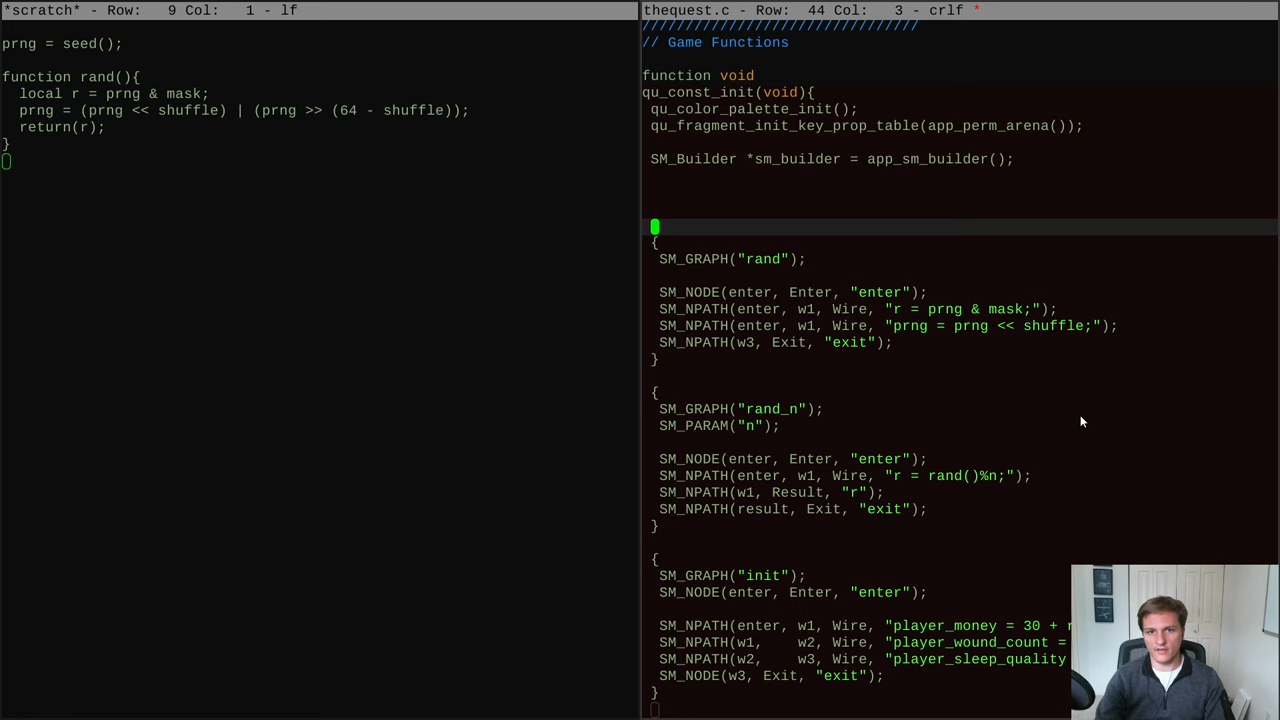 *scratch* - Row:   9 Col:   1 - lf
prng = seed();
function rand(){
  local r = prng & mask;
  prng = (prng << shuffle) | (prng >> (64 - shuffle));
  return(r);
}
thequest.c - Row:  44 Col:   3 - crlf *
////////////////////////////////
// Game Functions
function void
qu_const_init(void){
 qu_color_palette_init();
 qu_fragment_init_key_prop_table(app_perm_arena());
 SM_Builder *sm_builder = app_sm_builder();
 {
  SM_GRAPH("rand");
  SM_NODE(enter, Enter, "enter");
  SM_NPATH(enter, w1, Wire, "r = prng & mask;");
  SM_NPATH(enter, w1, Wire, "prng = prng << shuffle;");
  SM_NPATH(w3, Exit, "exit");
 }
 {
  SM_GRAPH("rand_n");
  SM_PARAM("n");
  SM_NODE(enter, Enter, "enter");
  SM_NPATH(enter, w1, Wire, "r = rand()%n;");
  SM_NPATH(w1, Result, "r");
  SM_NPATH(result, Exit, "exit");
 }
 {
  SM_GRAPH("init");
  SM_NODE(enter, Enter, "enter");
  SM_NPATH(enter, w1, Wire, "player_money = 30 +
  SM_NPATH(w1,    w2, Wire, "player_wound_count =
  SM_NPATH(w2,    w3, Wire, "player_sleep_quality
  SM_NODE(w3, Exit, "exit");
 }